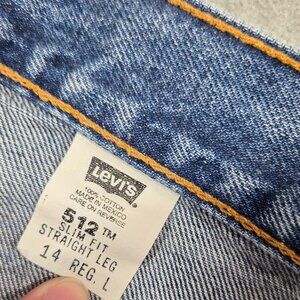 Levi's®
100% COTTON
MADE IN MEXICO
CARE ON REVERSE
512™
SLIM FIT
STRAIGHT LEG
14 REG. L